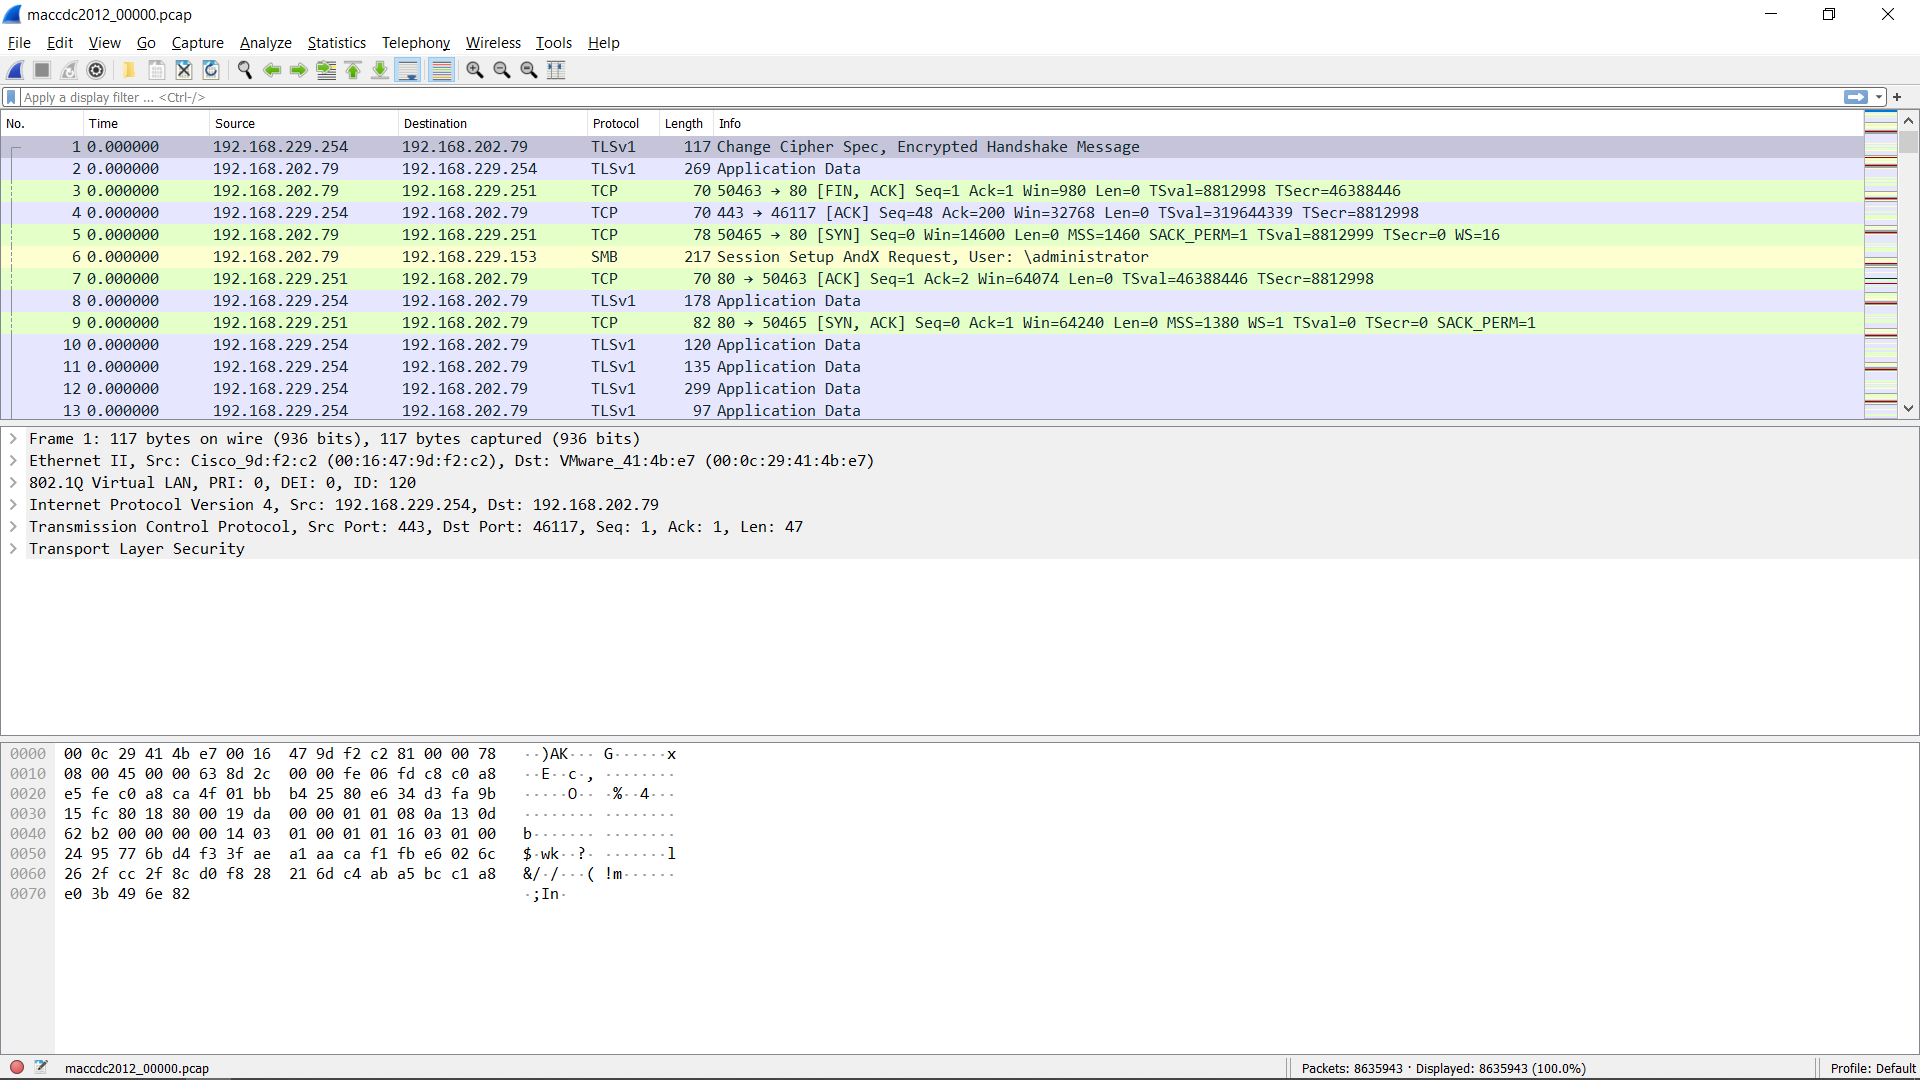 maccdc2012_00000.pcap
File Edit View Go Capture Analyze Statistics Telephony Wireless Tools Help
Apply a display filter ... <Ctrl-/>
No. Time Source Destination Protocol Length Info
1 0.000000 192.168.229.254 192.168.202.79 TLSv1 117 Change Cipher Spec, Encrypted Handshake Message
2 0.000000 192.168.202.79 192.168.229.254 TLSv1 269 Application Data
3 0.000000 192.168.202.79 192.168.229.251 TCP 70 50463 → 80 [FIN, ACK] Seq=1 Ack=1 Win=980 Len=0 TSval=8812998 TSecr=46388446
4 0.000000 192.168.229.254 192.168.202.79 TCP 70 443 → 46117 [ACK] Seq=48 Ack=200 Win=32768 Len=0 TSval=319644339 TSecr=8812998
5 0.000000 192.168.202.79 192.168.229.251 TCP 78 50465 → 80 [SYN] Seq=0 Win=14600 Len=0 MSS=1460 SACK_PERM=1 TSval=8812999 TSecr=0 WS=16
6 0.000000 192.168.202.79 192.168.229.153 SMB 217 Session Setup AndX Request, User: \administrator
7 0.000000 192.168.229.251 192.168.202.79 TCP 70 80 → 50463 [ACK] Seq=1 Ack=2 Win=64074 Len=0 TSval=46388446 TSecr=8812998
8 0.000000 192.168.229.254 192.168.202.79 TLSv1 178 Application Data
9 0.000000 192.168.229.251 192.168.202.79 TCP 82 80 → 50465 [SYN, ACK] Seq=0 Ack=1 Win=64240 Len=0 MSS=1380 WS=1 TSval=0 TSecr=0 SACK_PERM=1
10 0.000000 192.168.229.254 192.168.202.79 TLSv1 120 Application Data
11 0.000000 192.168.229.254 192.168.202.79 TLSv1 135 Application Data
12 0.000000 192.168.229.254 192.168.202.79 TLSv1 299 Application Data
13 0.000000 192.168.229.254 192.168.202.79 TLSv1 97 Application Data
Frame 1: 117 bytes on wire (936 bits), 117 bytes captured (936 bits)
Ethernet II, Src: Cisco_9d:f2:c2 (00:16:47:9d:f2:c2), Dst: VMware_41:4b:e7 (00:0c:29:41:4b:e7)
802.1Q Virtual LAN, PRI: 0, DEI: 0, ID: 120
Internet Protocol Version 4, Src: 192.168.229.254, Dst: 192.168.202.79
Transmission Control Protocol, Src Port: 443, Dst Port: 46117, Seq: 1, Ack: 1, Len: 47
Transport Layer Security
0000 00 0c 29 41 4b e7 00 16 47 9d f2 c2 81 00 00 78 ··)AK··· G······x
0010 08 00 45 00 00 63 8d 2c 00 00 fe 06 fd c8 c0 a8 ··E··c·, ········
0020 e5 fe c0 a8 ca 4f 01 bb b4 25 80 e6 34 d3 fa 9b ·····O·· ·%··4···
0030 15 fc 80 18 80 00 19 da 00 00 01 01 08 0a 13 0d ········ ········
0040 62 b2 00 00 00 00 14 03 01 00 01 01 16 03 01 00 b······· ········
0050 24 95 77 6b d4 f3 3f ae a1 aa ca f1 fb e6 02 6c $·wk··?· ·······l
0060 26 2f cc 2f 8c d0 f8 28 21 6d c4 ab a5 bc c1 a8 &/·/···( !m······
0070 e0 3b 49 6e 82 ·;In·
maccdc2012_00000.pcap Packets: 8635943 · Displayed: 8635943 (100.0%) Profile: Default